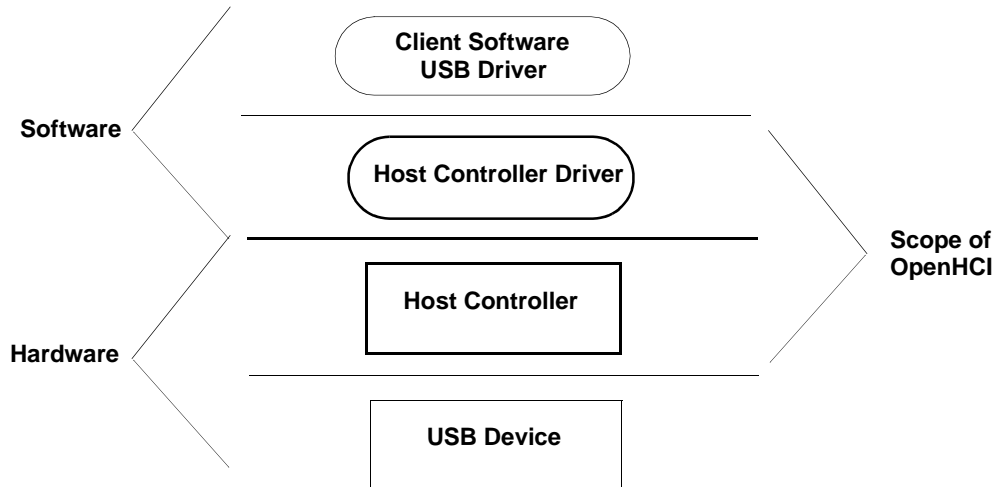 Client Software
USB Driver
Software
Host Controller Driver
Scope of
OpenHCI
Host Controller
Hardware
USB Device